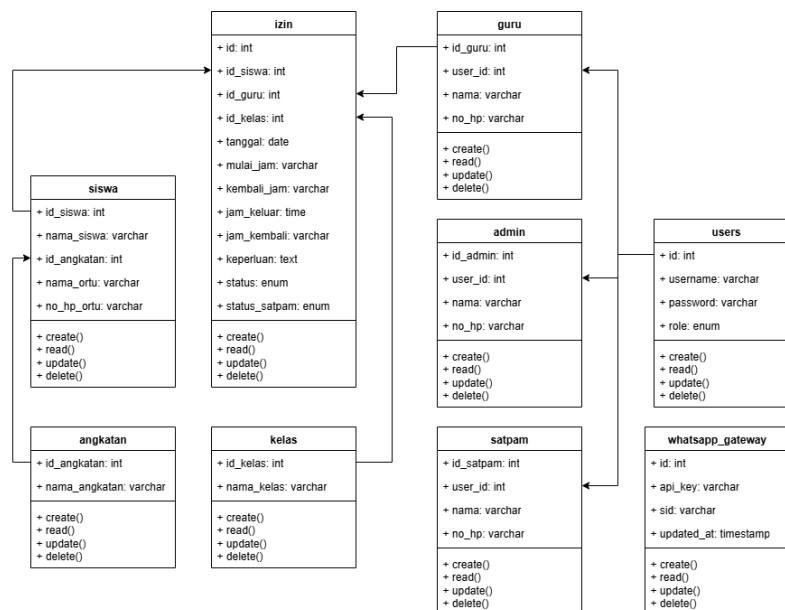 izin
+ id: int
+ id_siswa: int
+ id_guru: int
+ id_kelas: int
+ tanggal: date
+ mulai_jam: varchar
+ kembali_jam: varchar
+ jam_keluar: time
+ jam_kembali: varchar
+ keperluan: text
+ status: enum
+ status_satpam: enum
+ create()
+ read()
+ update()
+ delete()
guru
+ id_guru: int
+ user_id: int
+ nama: varchar
+ no_hp: varchar
+ create()
+ read()
+ update()
+ delete()
siswa
+ id_siswa: int
+ nama_siswa: varchar
+ id_angkatan: int
+ nama_ortu: varchar
+ no_hp_ortu: varchar
+ create()
+ read()
+ update()
+ delete()
admin
+ id_admin: int
+ user_id: int
+ nama: varchar
+ no_hp: varchar
+ create()
+ read()
+ update()
+ delete()
users
+ id: int
+ username: varchar
+ password: varchar
+ role: enum
+ create()
+ read()
+ update()
+ delete()
angkatan
+ id_angkatan: int
+ nama_angkatan: varchar
+ create()
+ read()
+ update()
+ delete()
kelas
+ id_kelas: int
+ nama_kelas: varchar
+ create()
+ read()
+ update()
+ delete()
satpam
+ id_satpam: int
+ user_id: int
+ nama: varchar
+ no_hp: varchar
+ create()
+ read()
+ update()
+ delete()
whatsapp_gateway
+ id: int
+ api_key: varchar
+ sid: varchar
+ updated_at: timestamp
+ create()
+ read()
+ update()
+ delete()